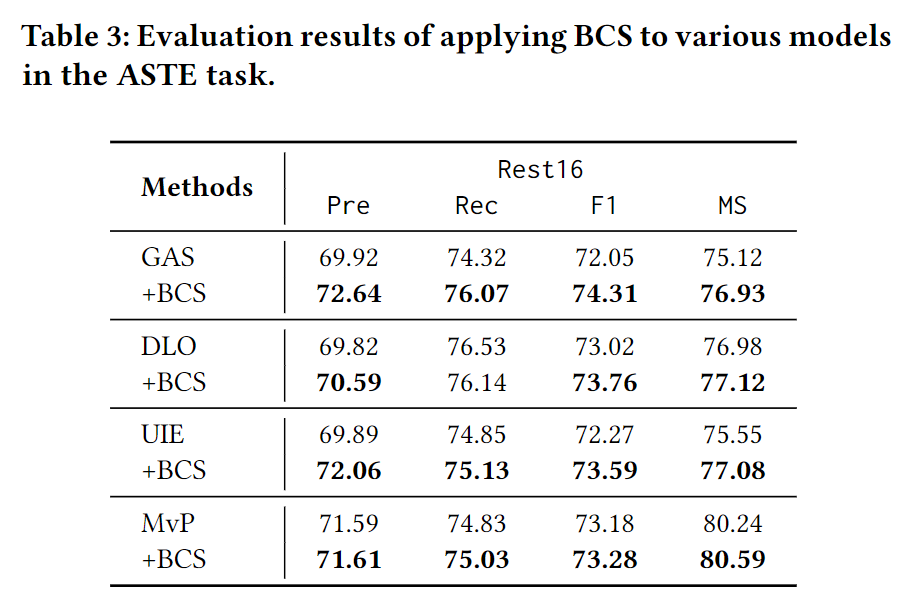 Table 3: Evaluation results of applying BCS to various models
in the ASTE task.
Methods Rest16
Pre Rec F1 MS
GAS 69.92 74.32 72.05 75.12
+BCS 72.64 76.07 74.31 76.93
DLO 69.82 76.53 73.02 76.98
+BCS 70.59 76.14 73.76 77.12
UIE 69.89 74.85 72.27 75.55
+BCS 72.06 75.13 73.59 77.08
MvP 71.59 74.83 73.18 80.24
+BCS 71.61 75.03 73.28 80.59